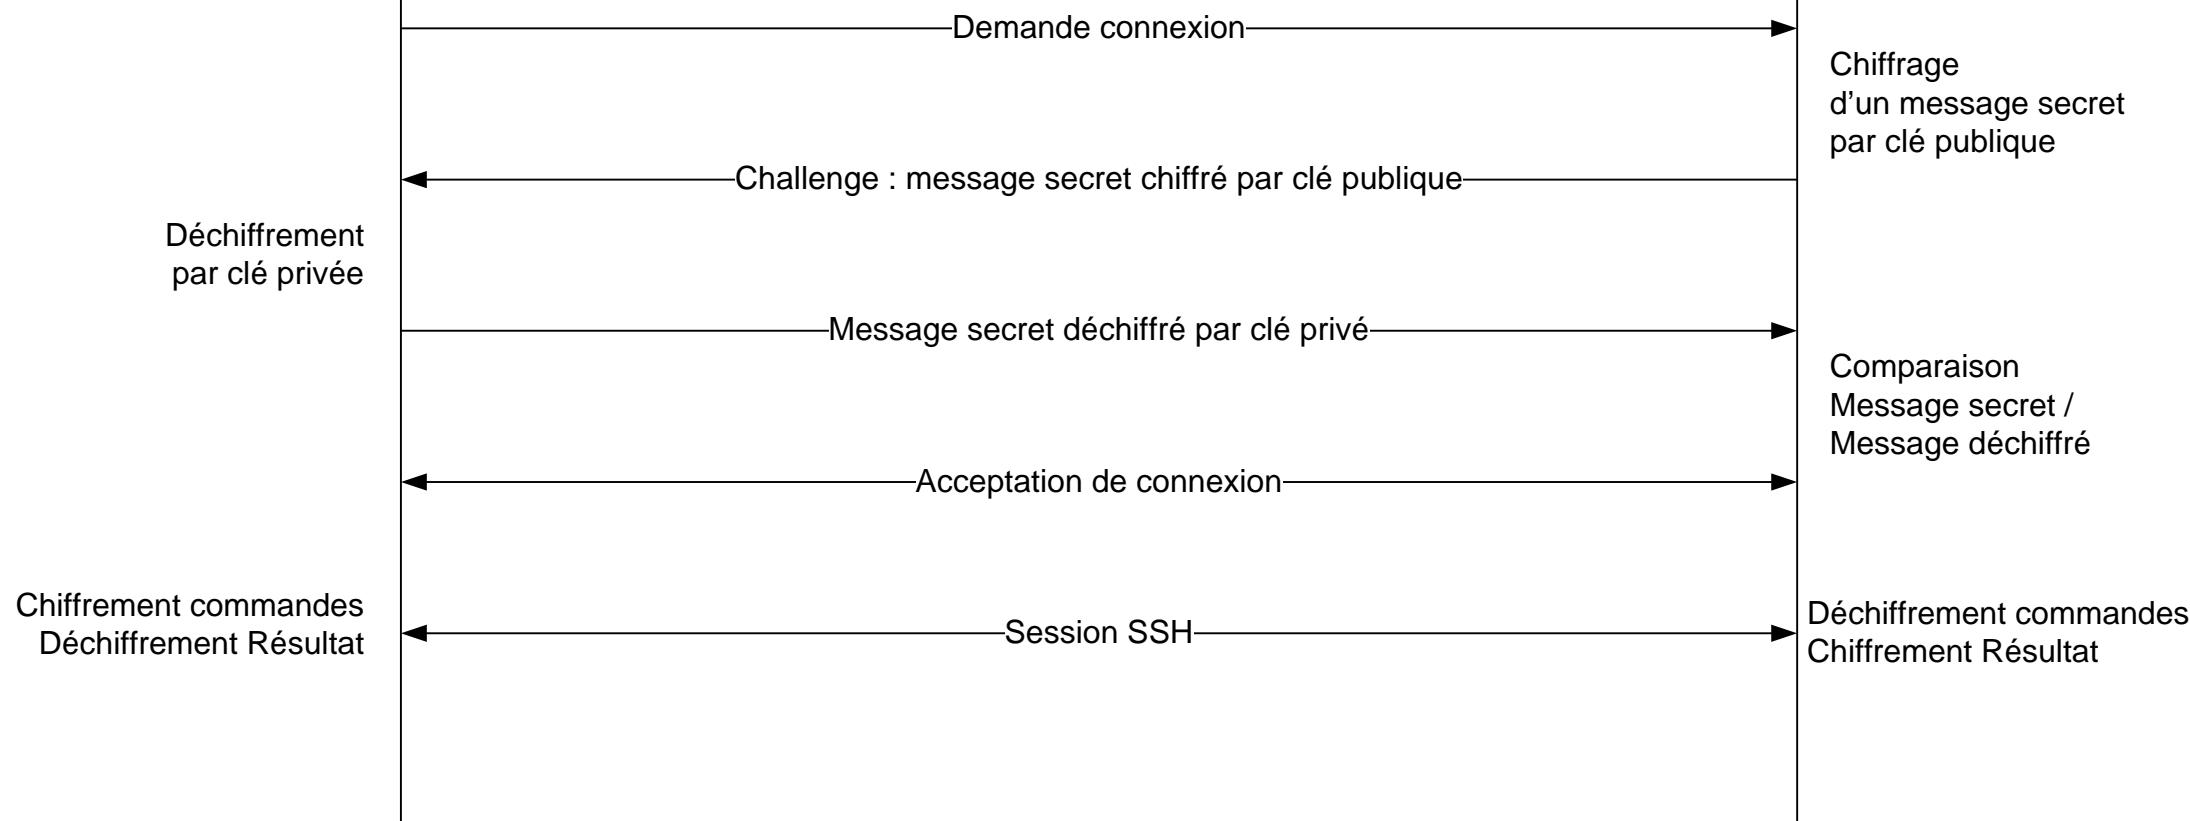 Demande connexion
Chiffrage
d’un message secret
par clé publique
Challenge : message secret chiffré par clé publique
Déchiffrement
par clé privée
Message secret déchiffré par clé privé
Comparaison
Message secret /
Message déchiffré
Acceptation de connexion
Chiffrement commandes
Déchiffrement Résultat
Session SSH
Déchiffrement commandes
Chiffrement Résultat